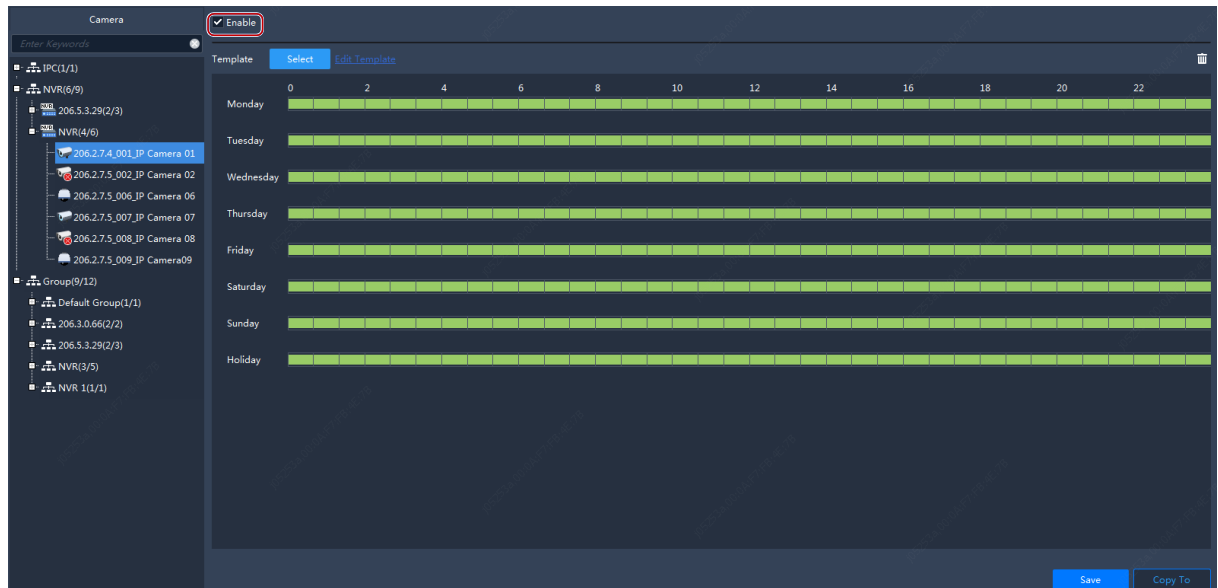 Camera
Enable
Enter Keywords
Template Select Edit Template
IPC(1/1)
NVR(6/9)
NVR 206.5.3.29(2/3)
NVR NVR(4/6)
206.2.7.4_001_IP Camera 01
206.2.7.5_002_IP Camera 02
206.2.7.5_006_IP Camera 06
206.2.7.5_007_IP Camera 07
206.2.7.5_008_IP Camera 08
206.2.7.5_009_IP Camera09
Group(9/12)
Default Group(1/1)
206.3.0.66(2/2)
206.5.3.29(2/3)
NVR(3/5)
NVR 1(1/1)
0 2 4 6 8 10 12 14 16 18 20 22
Monday
Tuesday
Wednesday
Thursday
Friday
Saturday
Sunday
Holiday
Save Copy To